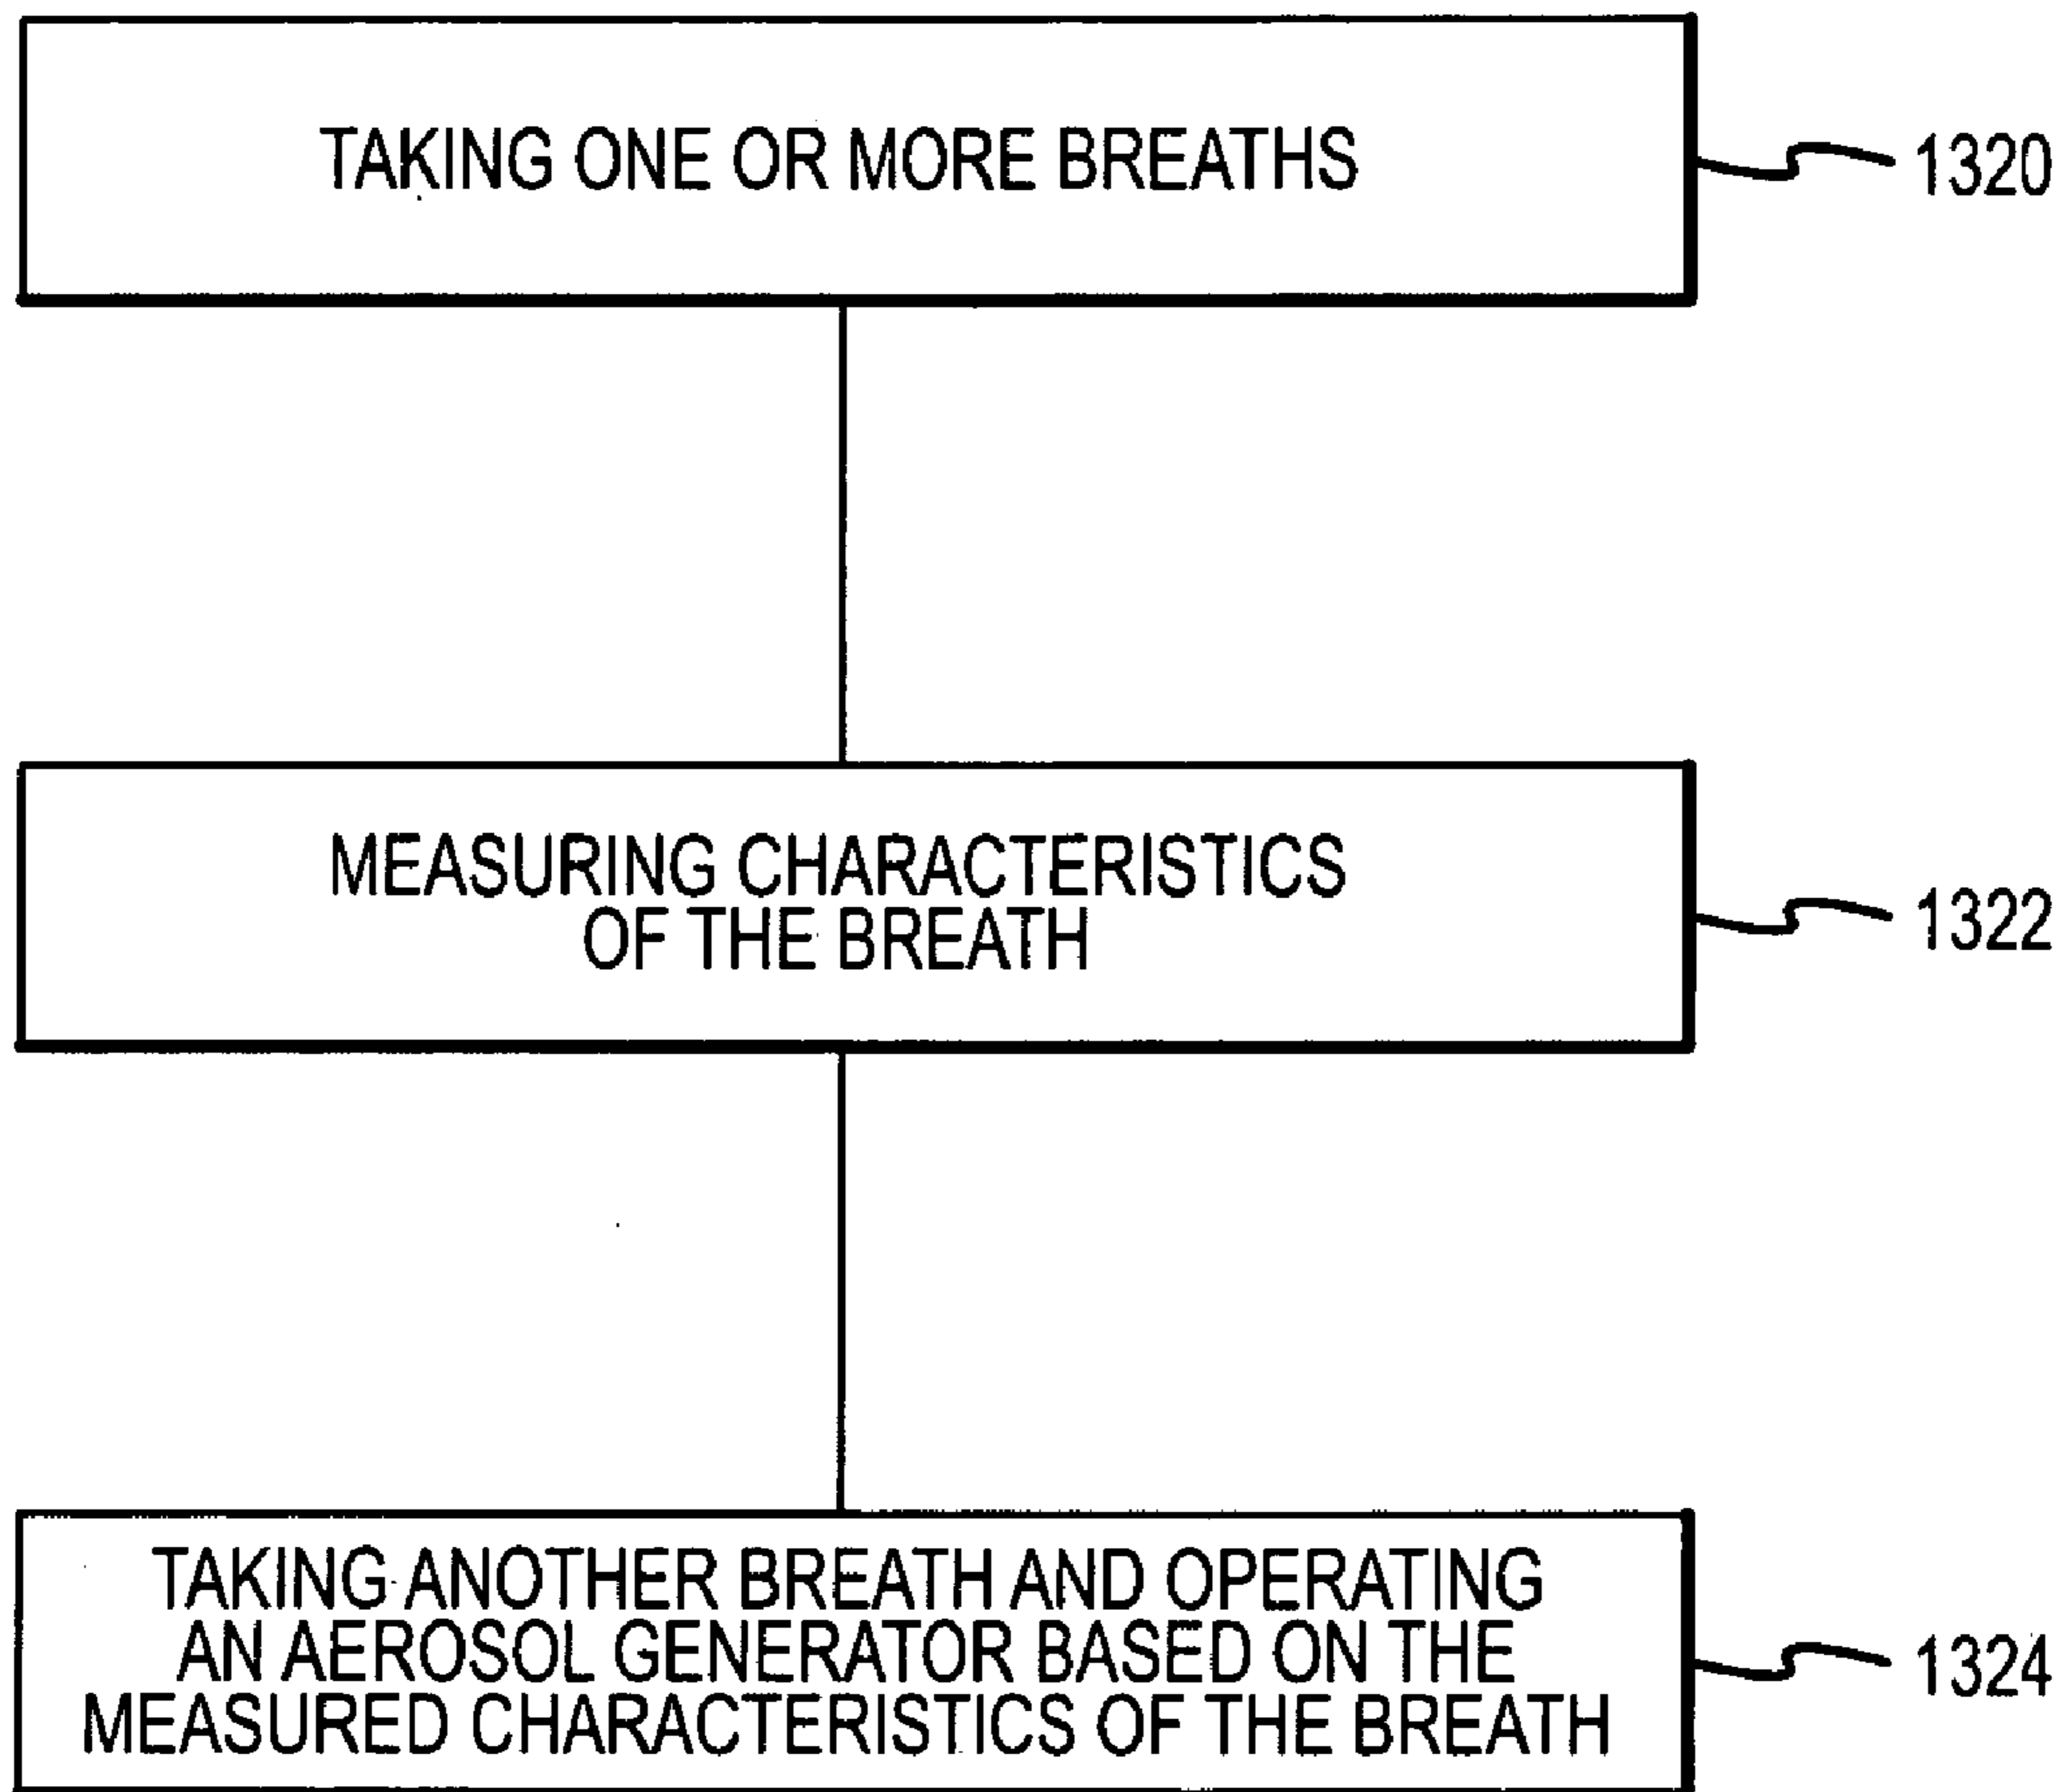 TAKING ONE OR MORE BREATHS
1320
MEASURING CHARACTERISTICS
OF THE BREATH
1322
TAKING ANOTHER BREATH AND OPERATING
AN AEROSOL GENERATOR BASED ON THE
MEASURED CHARACTERISTICS OF THE BREATH
1324